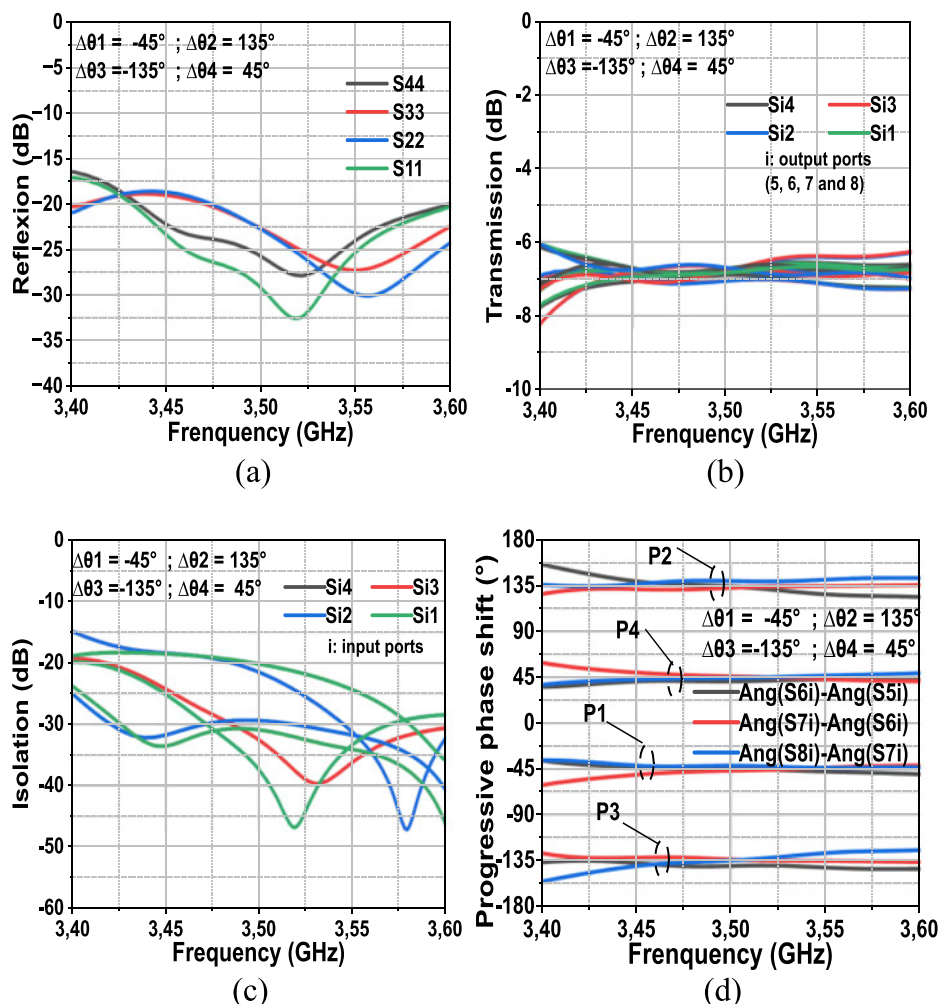 0
−5
−10
−15
−20
−25
−30
−35
−40
Reflexion (dB)
Δθ1 = -45° ; Δθ2 = 135°
Δθ3 =-135° ; Δθ4 = 45°
S44
S33
S22
S11
3,40
3,45
3,50
3,55
3,60
Frenquency (GHz)
(a)
0
-2
-4
-6
-8
-10
Transmission (dB)
Δθ1 = -45° ; Δθ2 = 135°
Δθ3 =-135° ; Δθ4 = 45°
Si4 Si3
Si2 Si1
i: output ports
(5, 6, 7 and 8)
3,40
3,45
3,50
3,55
3,60
Frenquency (GHz)
(b)
0
-10
-20
-30
-40
-50
-60
Isolation (dB)
Δθ1 = -45° ; Δθ2 = 135°
Δθ3 =-135° ; Δθ4 = 45°
Si4 Si3
Si2 Si1
i: input ports
3,40
3,45
3,50
3,55
3,60
Frenquency (GHz)
(c)
180
135
90
45
0
-45
-90
-135
-180
Progressive phase shift (°)
P2
P4
P1
P3
Δθ1 = -45° ; Δθ2 = 135°
Δθ3 =-135° ; Δθ4 = 45°
Ang(S6i)-Ang(S5i)
Ang(S7i)-Ang(S6i)
Ang(S8i)-Ang(S7i)
3,40
3,45
3,50
3,55
3,60
Frenquency (GHz)
(d)